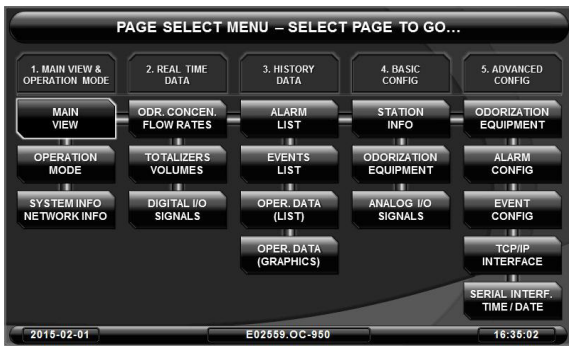 PAGE SELECT MENU – SELECT PAGE TO GO...
1. MAIN VIEW &
OPERATION MODE
2. REAL TIME
DATA
3. HISTORY
DATA
4. BASIC
CONFIG
5. ADVANCED
CONFIG
MAIN
VIEW
ODR. CONCEN.
FLOW RATES
ALARM
LIST
STATION
INFO
ODORIZATION
EQUIPMENT
OPERATION
MODE
TOTALIZERS
VOLUMES
EVENTS
LIST
ODORIZATION
EQUIPMENT
ALARM
CONFIG
SYSTEM INFO
NETWORK INFO
DIGITAL I/O
SIGNALS
OPER. DATA
(LIST)
ANALOG I/O
SIGNALS
EVENT
CONFIG
OPER. DATA
(GRAPHICS)
TCP/IP
INTERFACE
SERIAL INTERF.
TIME / DATE
2015-02-01
E02559.OC-950
16:35:02